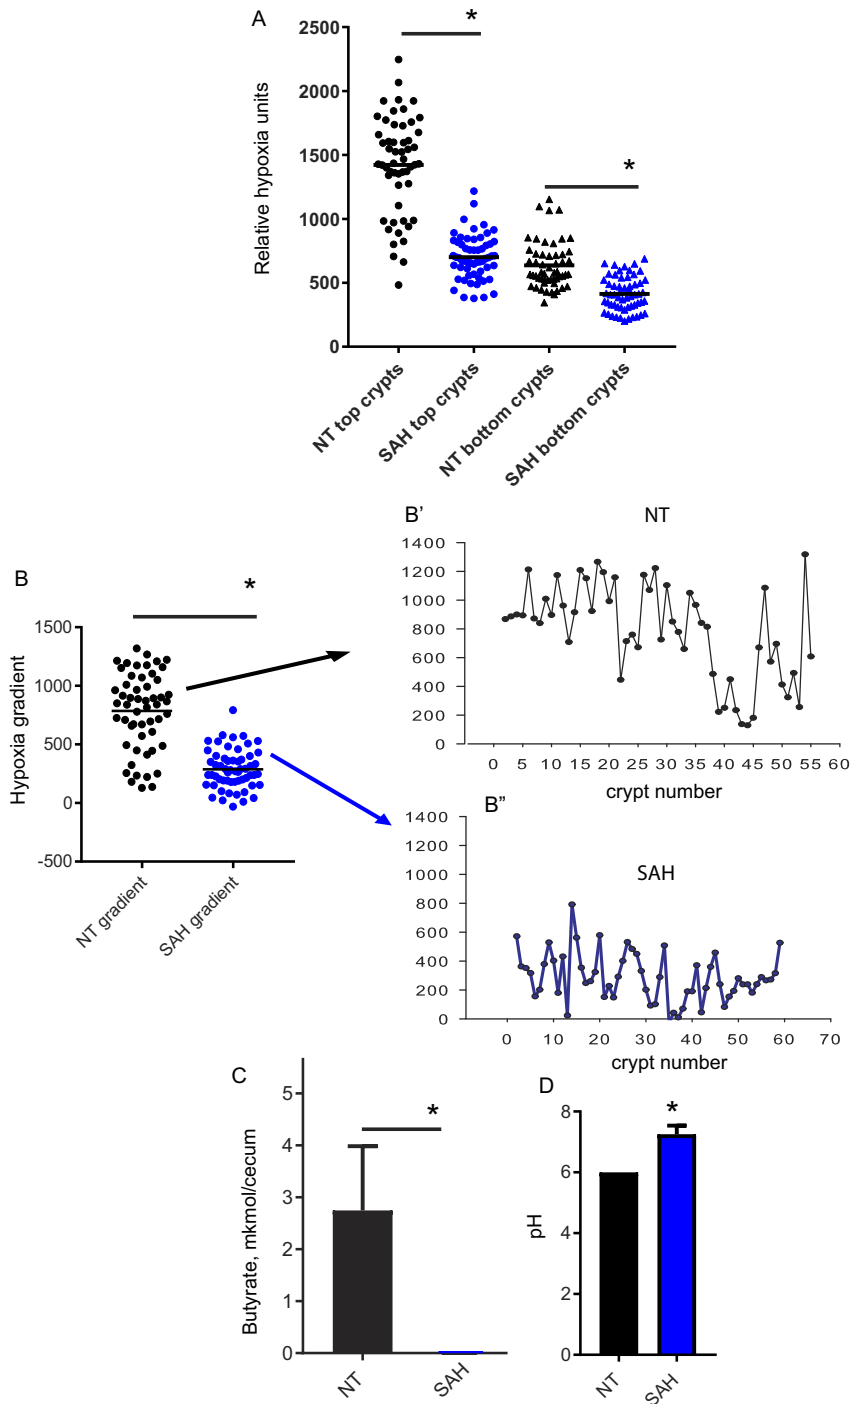 A
*
*
Relative hypoxia units
2500
2000
1500
1000
500
0
NT top crypts
SAH top crypts
NT bottom crypts
SAH bottom crypts
B
*
Hypoxia gradient
1500
1000
500
0
-500
NT gradient
SAH gradient
B'
NT
1400
1200
1000
800
600
400
200
0
0 5 10 15 20 25 30 35 40 45 50 55 60
crypt number
B"
SAH
1400
1200
1000
800
600
400
200
0
0 10 20 30 40 50 60 70
crypt number
C
*
Butyrate, mkmol/cecum
5
4
3
2
1
0
NT
SAH
D
*
pH
8
6
4
2
0
NT
SAH